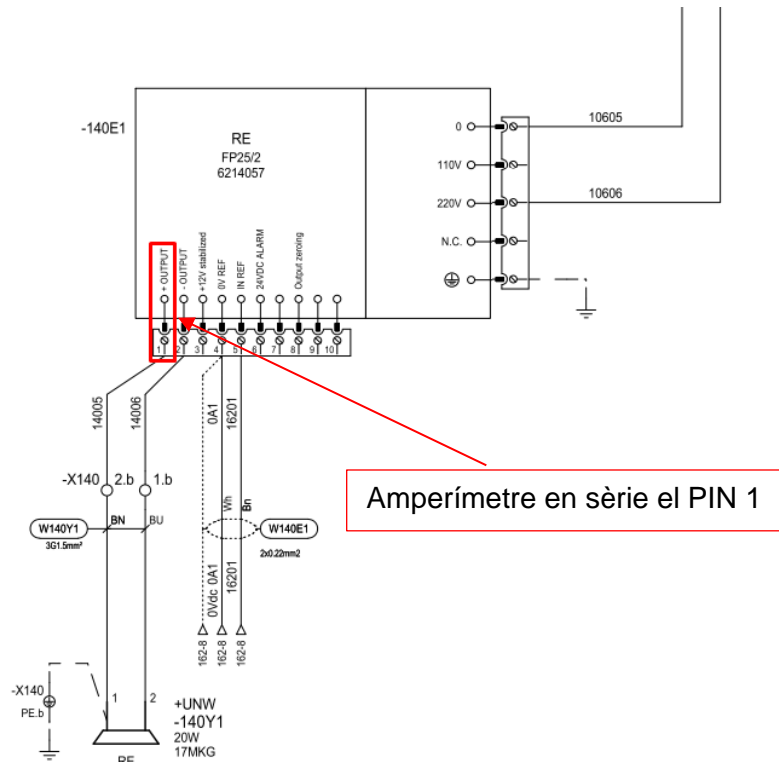 -140E1
RE
FP25/2
6214057
0
110V
220V
N.C.
10605
10606
+ OUTPUT
- OUTPUT
+12V stabilized
0V REF
IN REF
24VDC ALARM
Output zeroing
1
2
3
4
5
6
7
8
9
10
14005
14006
0A1
16201
-X140
2.b
1.b
Amperímetre en sèrie el PIN 1
W140Y1
3G1.5mm²
BN
BU
Wh
Bn
W140E1
2x0.22mm2
0Vdc 0A1
16201
162-8
162-8
162-8
-X140
PE.b
1
2
+UNW
-140Y1
20W
17MKG
RE